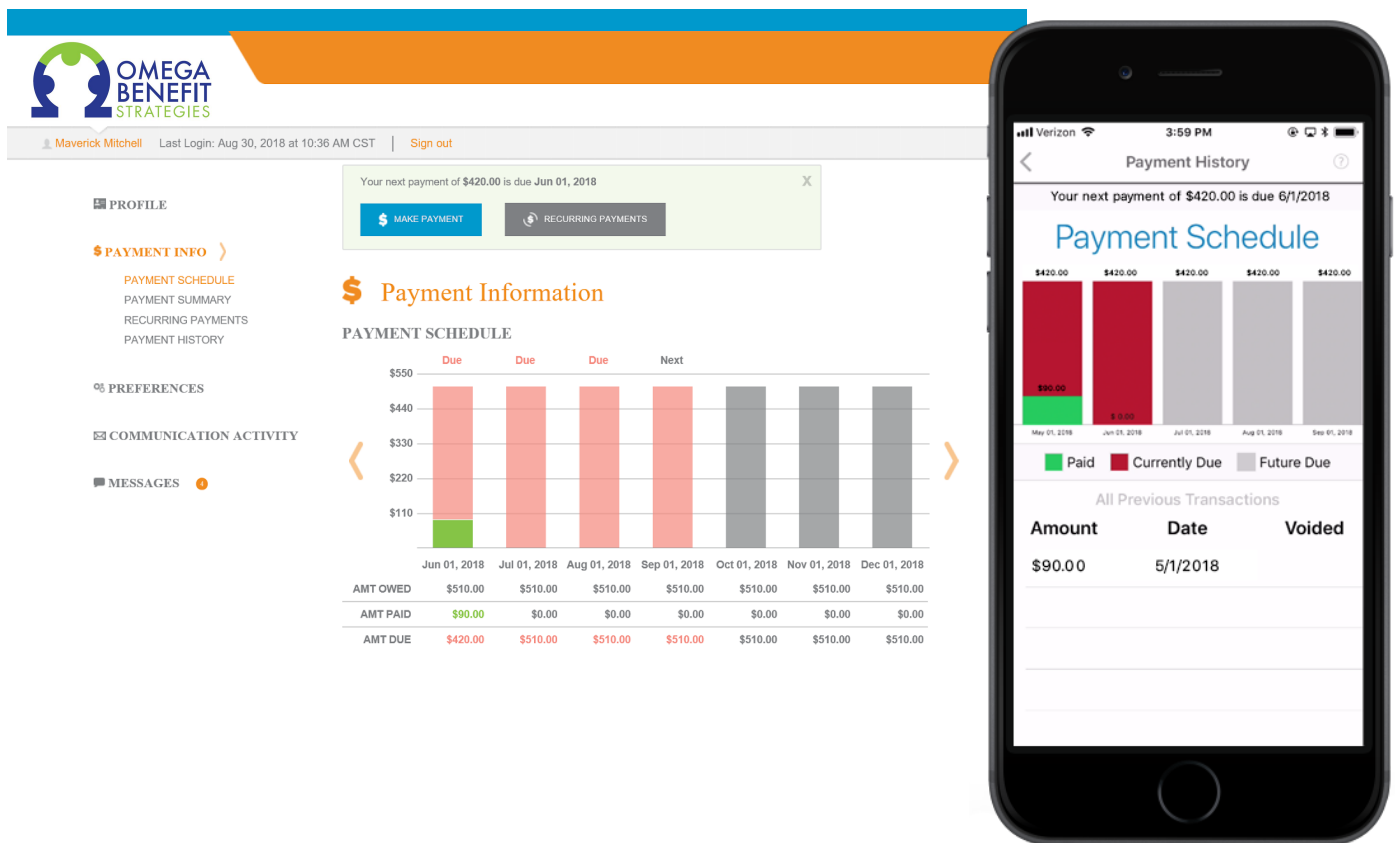 OMEGA
BENEFIT
STRATEGIES
Maverick Mitchell Last Login: Aug 30, 2018 at 10:36 AM CST Sign out
PROFILE
$ PAYMENT INFO
PAYMENT SCHEDULE
PAYMENT SUMMARY
RECURRING PAYMENTS
PAYMENT HISTORY
PREFERENCES
COMMUNICATION ACTIVITY
MESSAGES 4
Your next payment of $420.00 is due Jun 01, 2018 X
$ MAKE PAYMENT $ RECURRING PAYMENTS
$ Payment Information
PAYMENT SCHEDULE
Due Due Due Next
$550
$440
$330
$220
$110
Jun 01, 2018 Jul 01, 2018 Aug 01, 2018 Sep 01, 2018 Oct 01, 2018 Nov 01, 2018 Dec 01, 2018
AMT OWED $510.00 $510.00 $510.00 $510.00 $510.00 $510.00 $510.00
AMT PAID $90.00 $0.00 $0.00 $0.00 $0.00 $0.00 $0.00
AMT DUE $420.00 $510.00 $510.00 $510.00 $510.00 $510.00 $510.00
Verizon 3:59 PM
Payment History ?
Your next payment of $420.00 is due 6/1/2018
Payment Schedule
$420.00 $420.00 $420.00 $420.00 $420.00
$90.00
$ 0.00
May 01, 2018 Jun 01, 2018 Jul 01, 2018 Aug 01, 2018 Sep 01, 2018
Paid Currently Due Future Due
All Previous Transactions
Amount Date Voided
$90.00 5/1/2018